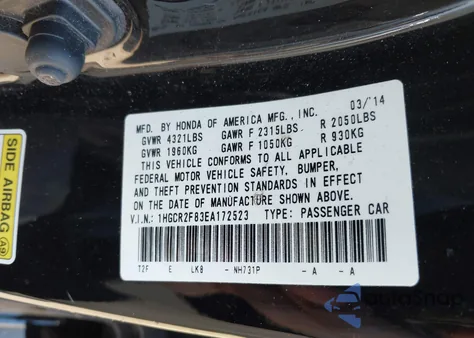 MFD. BY HONDA OF AMERICA MFG., INC. 03/'14
GVWR 4321LBS GAWR F 2315LBS R 2050LBS
GVWR 1960KG GAWR F 1050KG R 930KG
THIS VEHICLE CONFORMS TO ALL APPLICABLE
FEDERAL MOTOR VEHICLE SAFETY, BUMPER,
AND THEFT PREVENTION STANDARDS IN EFFECT
ON THE DATE OF MANUFACTURE SHOWN ABOVE.
V.I.N.: 1HGCR2F83EA172523 TYPE: PASSENGER CAR
T2F E LK8 - NH731P - A - A
SIDE AIRBAG A9
AutoSnap